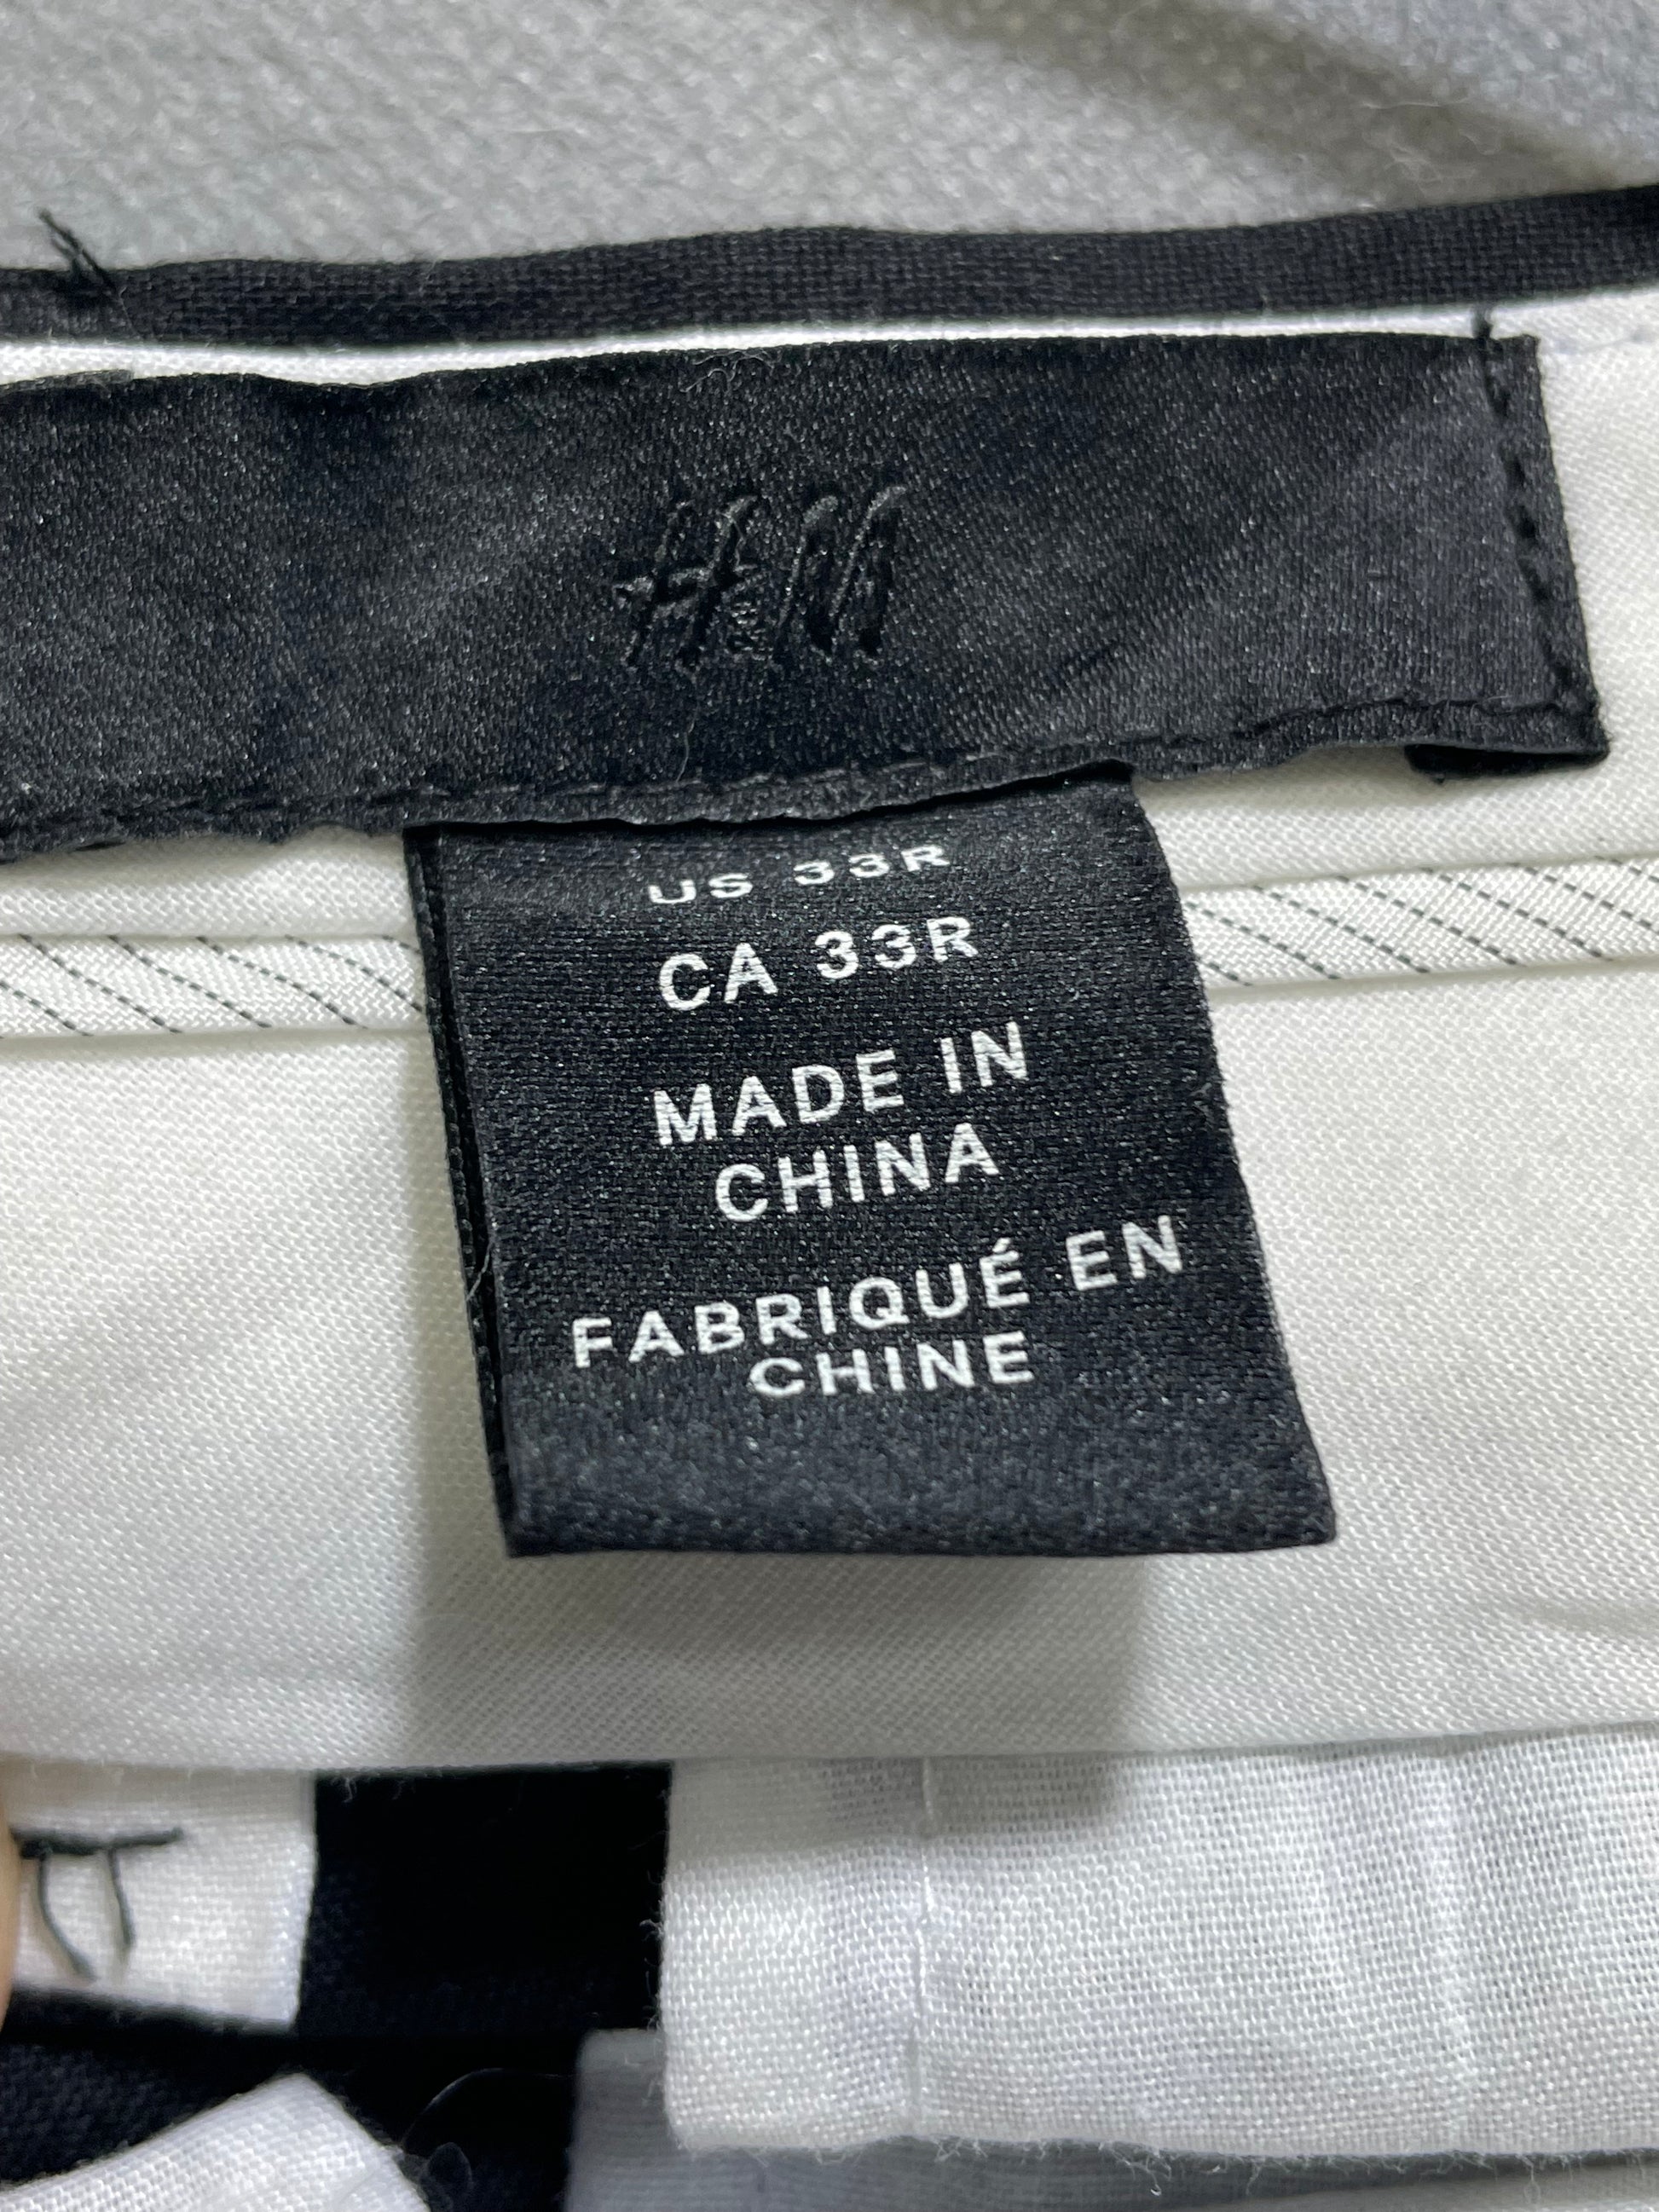 H&M
US 33R
CA 33R
MADE IN
CHINA
FABRIQUÉ EN
CHINE